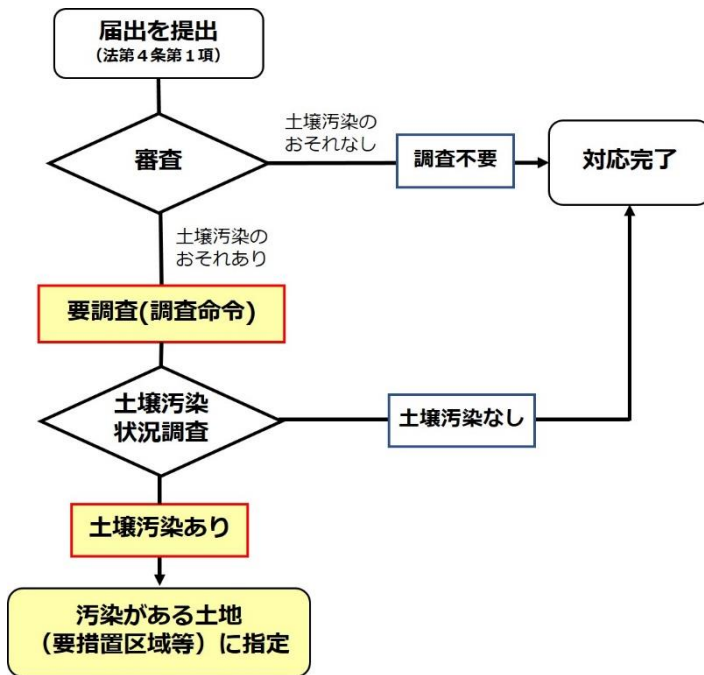 届出を提出
（法第４条第１項）
土壌汚染の
おそれなし
審査
調査不要
対応完了
土壌汚染の
おそれあり
要調査(調査命令)
土壌汚染
状況調査
土壌汚染なし
土壌汚染あり
汚染がある土地
（要措置区域等）に指定